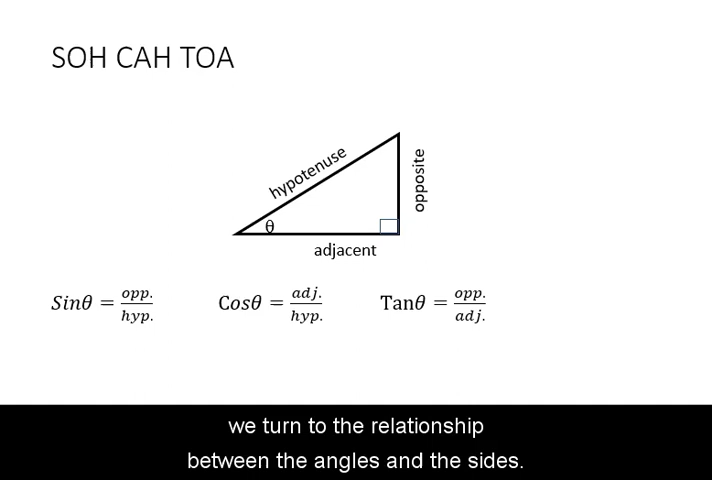 SOH CAH TOA
hypotenuse
opposite
θ
adjacent
Sinθ = opp./hyp.
Cosθ = adj./hyp.
Tanθ = opp./adj.
we turn to the relationship
between the angles and the sides.